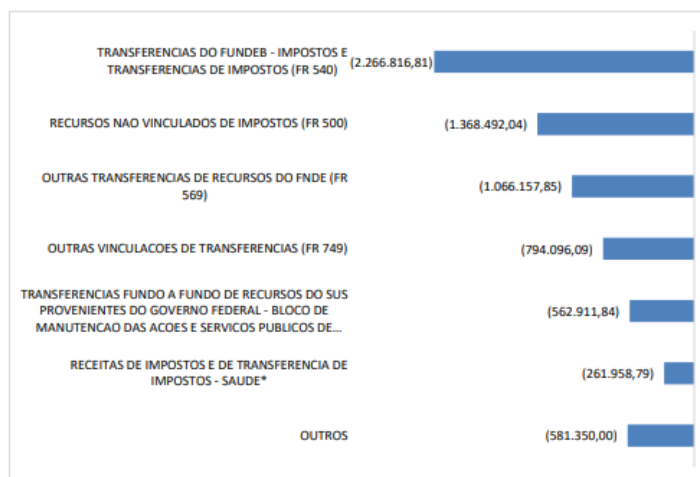 TRANSFERENCIAS DO FUNDEB - IMPOSTOS E
TRANSFERENCIAS DE IMPOSTOS (FR 540)
(2.266.816,81)
RECURSOS NAO VINCULADOS DE IMPOSTOS (FR 500)
(1.368.492,04)
OUTRAS TRANSFERENCIAS DE RECURSOS DO FNDE (FR
569)
(1.066.157,85)
OUTRAS VINCULACOES DE TRANSFERENCIAS (FR 749)
(794.096,09)
TRANSFERENCIAS FUNDO A FUNDO DE RECURSOS DO SUS
PROVENIENTES DO GOVERNO FEDERAL - BLOCO DE
MANUTENCAO DAS ACOES E SERVICOS PUBLICOS DE...
(562.911,84)
RECEITAS DE IMPOSTOS E DE TRANSFERENCIA DE
IMPOSTOS - SAUDE*
(261.958,79)
OUTROS
(581.350,00)